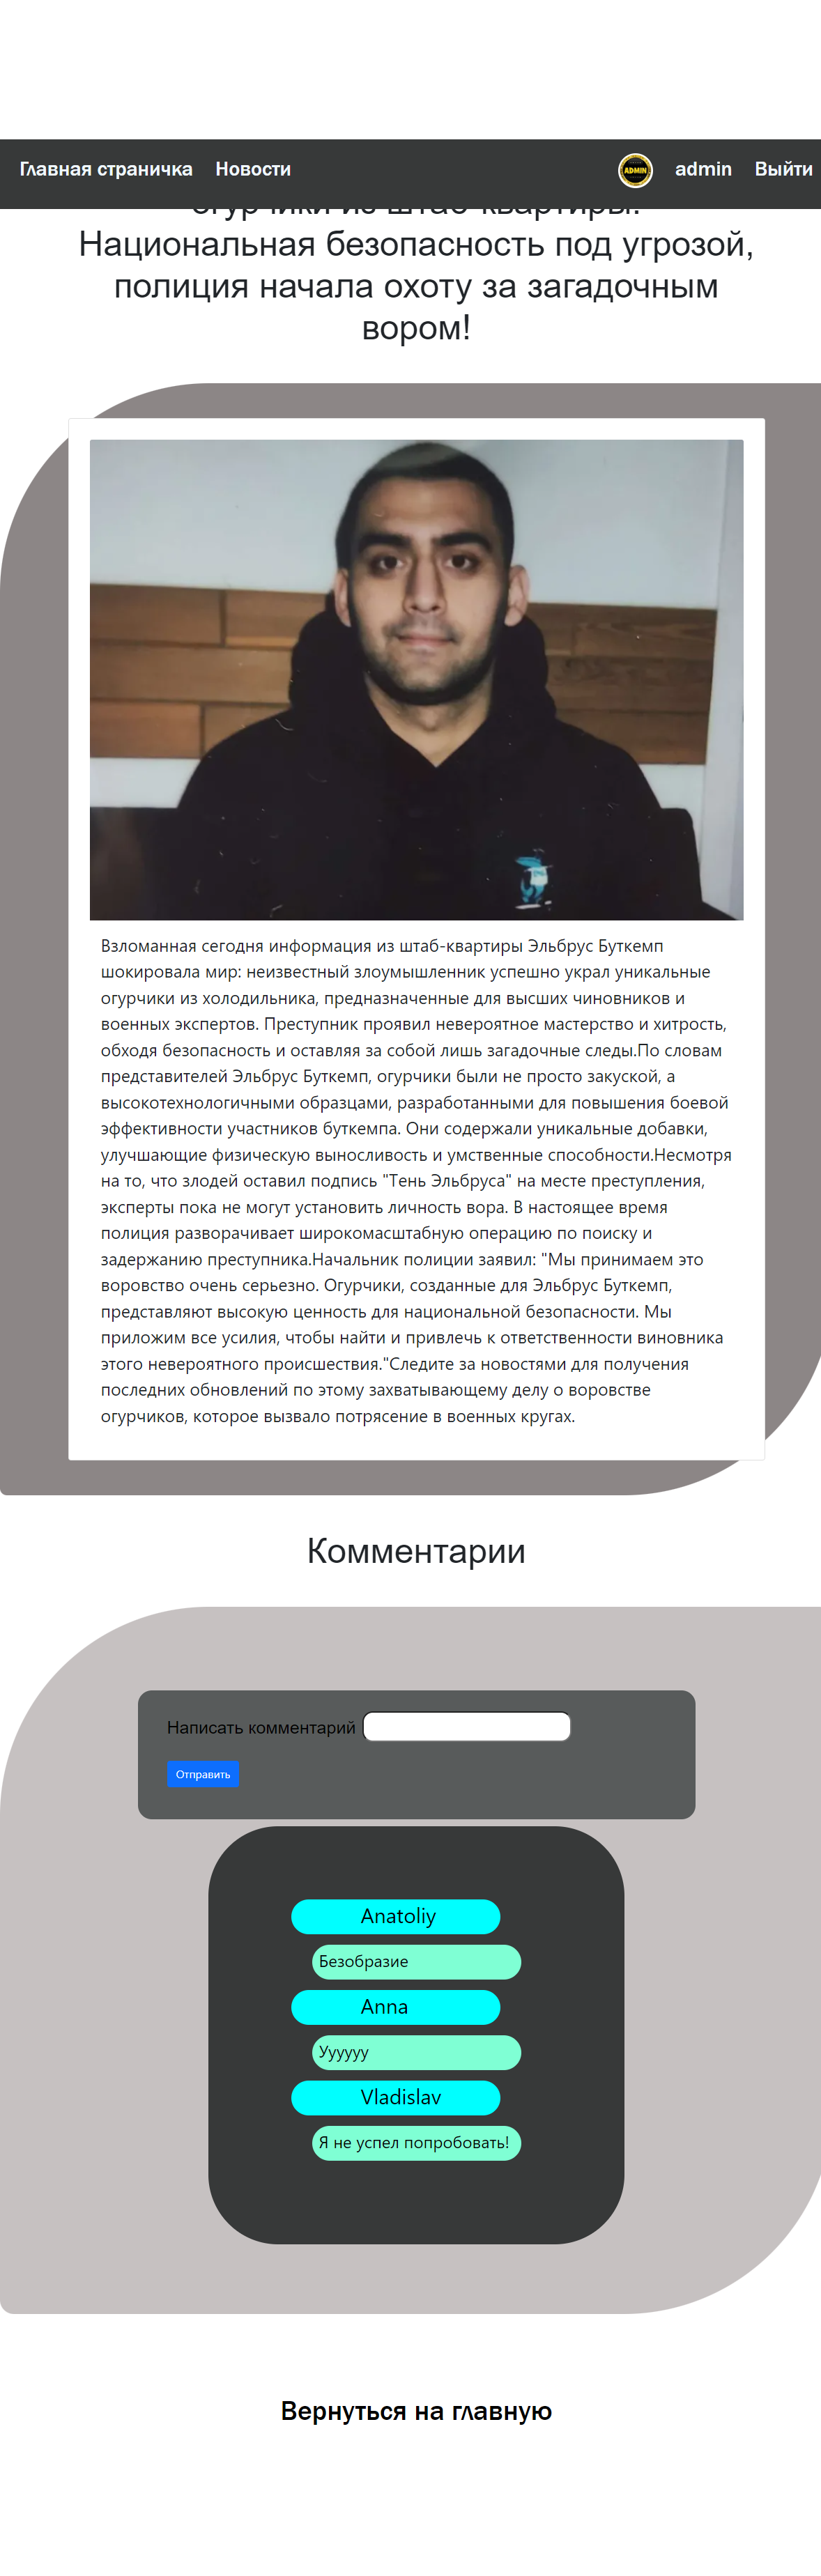 Главная страничка Новости ADMIN admin Выйти
огурчики из штаб-квартиры!
Национальная безопасность под угрозой,
полиция начала охоту за загадочным
вором!
Взломанная сегодня информация из штаб-квартиры Эльбрус Буткемп
шокировала мир: неизвестный злоумышленник успешно украл уникальные
огурчики из холодильника, предназначенные для высших чиновников и
военных экспертов. Преступник проявил невероятное мастерство и хитрость,
обходя безопасность и оставляя за собой лишь загадочные следы.По словам
представителей Эльбрус Буткемп, огурчики были не просто закуской, а
высокотехнологичными образцами, разработанными для повышения боевой
эффективности участников буткемпа. Они содержали уникальные добавки,
улучшающие физическую выносливость и умственные способности.Несмотря
на то, что злодей оставил подпись "Тень Эльбруса" на месте преступления,
эксперты пока не могут установить личность вора. В настоящее время
полиция разворачивает широкомасштабную операцию по поиску и
задержанию преступника.Начальник полиции заявил: "Мы принимаем это
воровство очень серьезно. Огурчики, созданные для Эльбрус Буткемп,
представляют высокую ценность для национальной безопасности. Мы
приложим все усилия, чтобы найти и привлечь к ответственности виновника
этого невероятного происшествия."Следите за новостями для получения
последних обновлений по этому захватывающему делу о воровстве
огурчиков, которое вызвало потрясение в военных кругах.
Комментарии
Написать комментарий
Отправить
Anatoliy
Безобразие
Anna
Уууууу
Vladislav
Я не успел попробовать!
Вернуться на главную